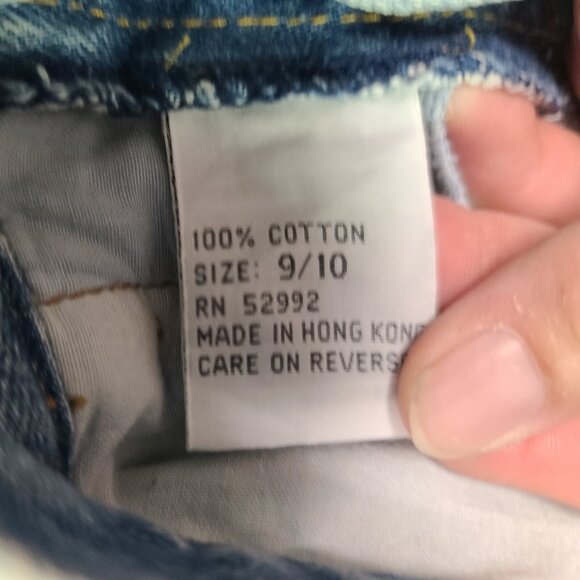 100% COTTON
SIZE: 9/10
RN 52992
MADE IN HONG KONG
CARE ON REVERS